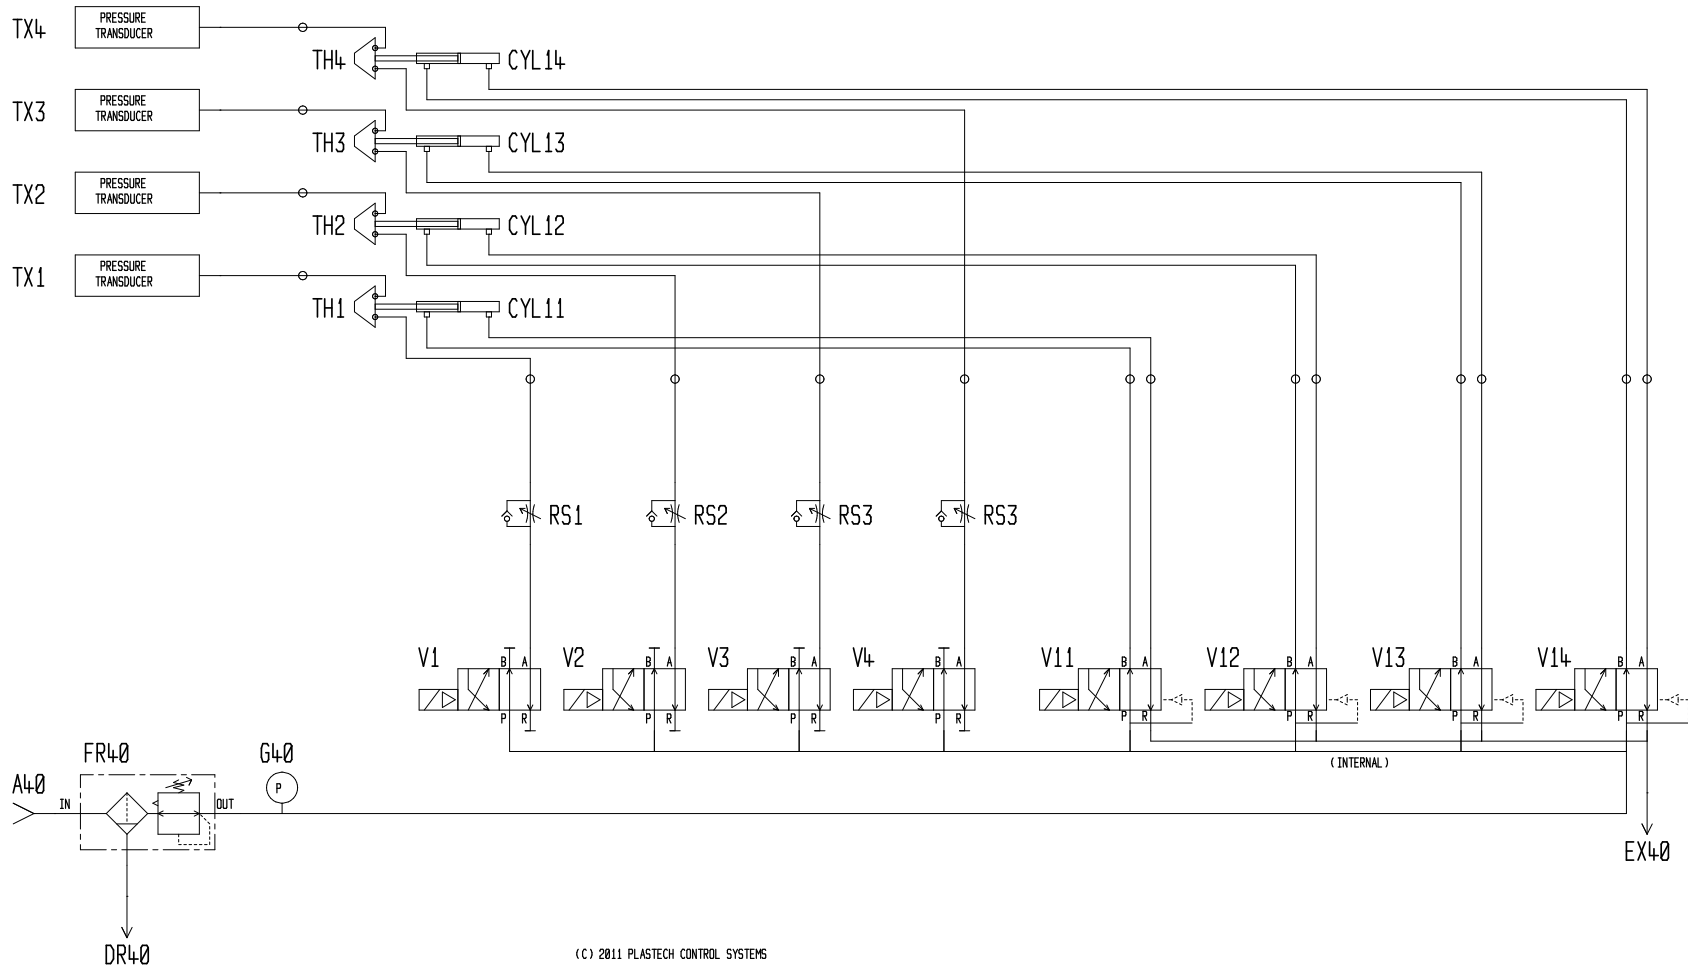 TX4 PRESSURE TRANSDUCER
TH4 CYL14
TX3 PRESSURE TRANSDUCER
TH3 CYL13
TX2 PRESSURE TRANSDUCER
TH2 CYL12
TX1 PRESSURE TRANSDUCER
TH1 CYL11
RS1 RS2 RS3 RS3
V1 B A V2 B A V3 B A V4 B A V11 B A V12 B A V13 B A V14 B A
P R P R P R P R P R P R P R P R
FR40 G40 (INTERNAL)
A40 IN OUT P
EX40
DR40
(C) 2011 PLASTECH CONTROL SYSTEMS